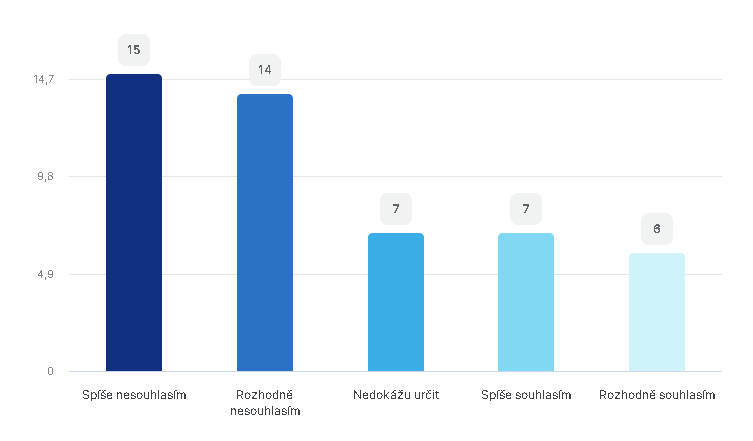 15
14
14,7
9,8
7
7
6
4,9
0
Spíše nesouhlasím
Rozhodně
nesouhlasím
Nedokážu určit
Spíše souhlasím
Rozhodně souhlasím